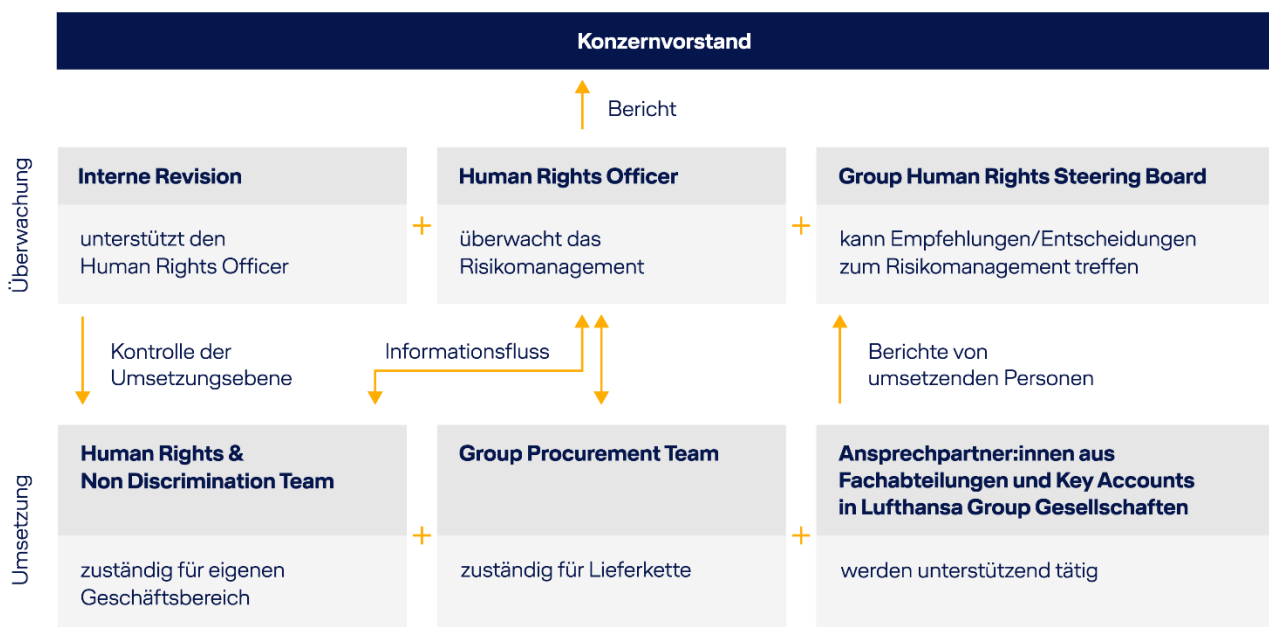 Konzernvorstand
Bericht
Überwachung
Interne Revision
unterstützt den
Human Rights Officer
+
Human Rights Officer
überwacht das
Risikomanagement
+
Group Human Rights Steering Board
kann Empfehlungen/Entscheidungen
zum Risikomanagement treffen
Kontrolle der
Umsetzungsebene
Informationsfluss
Berichte von
umsetzenden Personen
Umsetzung
Human Rights &
Non Discrimination Team
zuständig für eigenen
Geschäftsbereich
+
Group Procurement Team
zuständig für Lieferkette
+
Ansprechpartner:innen aus
Fachabteilungen und Key Accounts
in Lufthansa Group Gesellschaften
werden unterstützend tätig